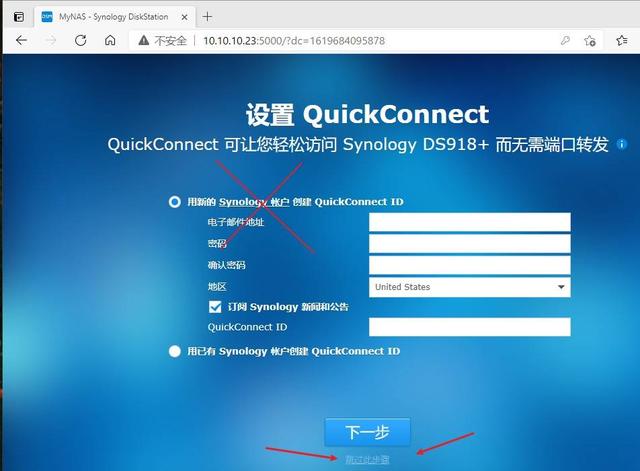 MyNAS - Synology DiskStation
不安全 10.10.10.23:5000/?dc=1619684095878
设置 QuickConnect
QuickConnect 可让您轻松访问 Synology DS918+ 而无需端口转发
用新的 Synology 帐户 创建 QuickConnect ID
电子邮件地址
密码
确认密码
地区 United States
订阅 Synology 新闻和公告
QuickConnect ID
用已有 Synology 帐户创建 QuickConnect ID
下一步
跳过此步骤